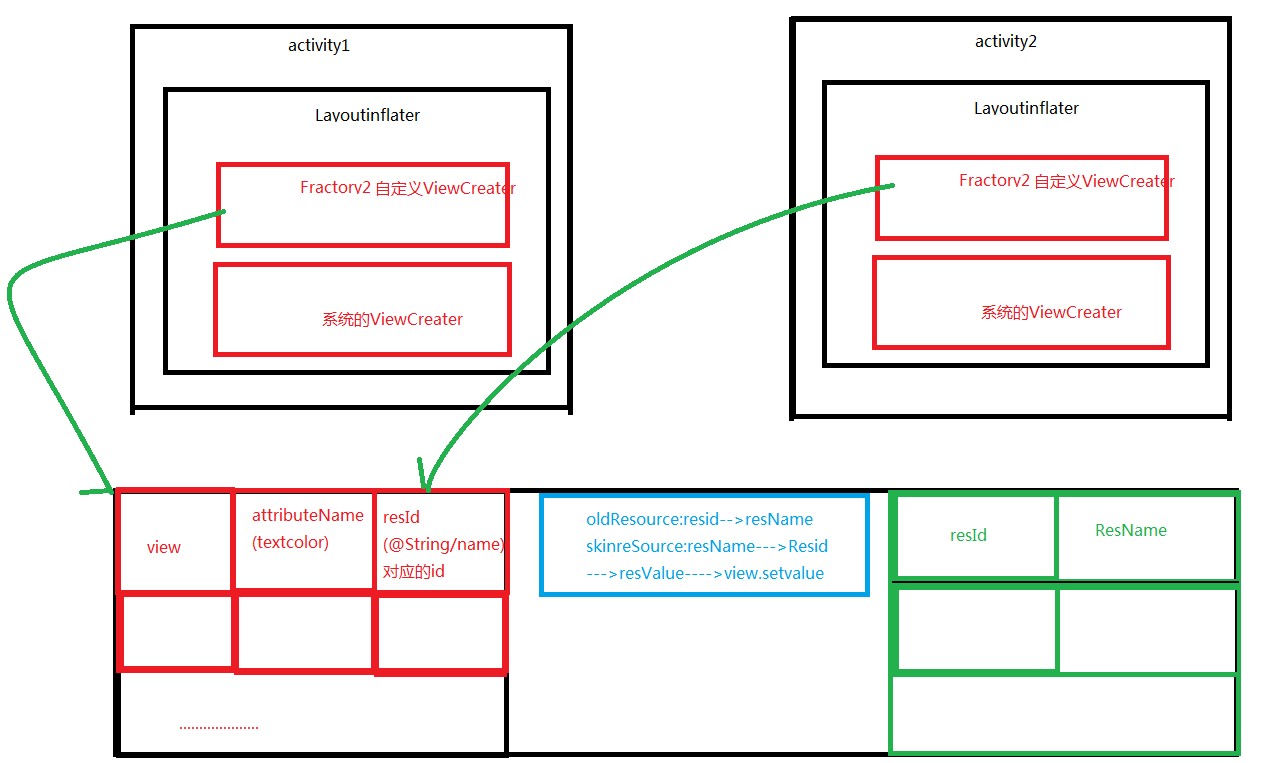 activity1
Layoutinflater
Fractory2 自定义ViewCreater
系统的ViewCreater
activity2
Layoutinflater
Fractory2 自定义ViewCreater
系统的ViewCreater
view
attributeName
(textcolor)
resId
(@String/name)
对应的id
....................
oldResource:resid-->resName
skinreSource:resName--->Resid
--->resValue---->view.setvalue
resId
ResName